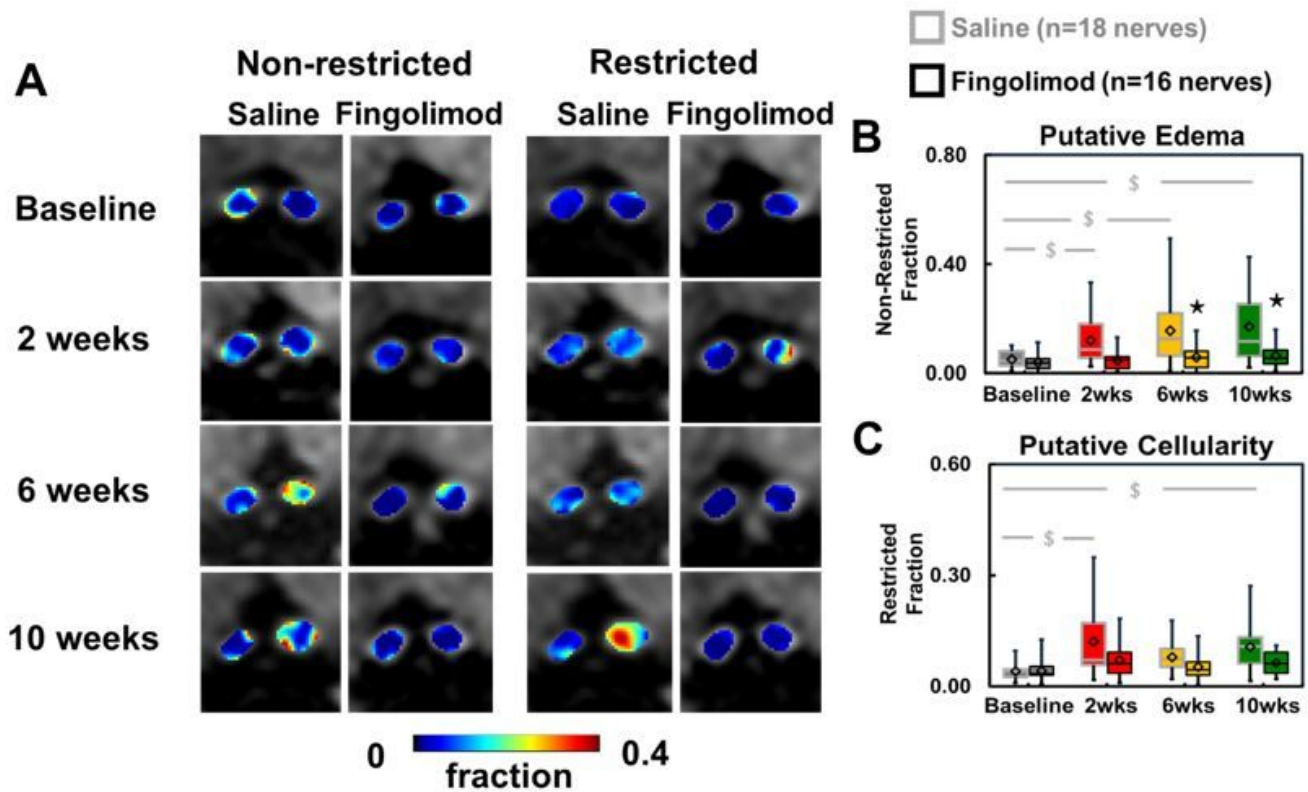 A
Non-restricted
Restricted
Saline Fingolimod
Saline Fingolimod
Baseline
2 weeks
6 weeks
10 weeks
0
0.4
fraction
Saline (n=18 nerves)
Fingolimod (n=16 nerves)
B
Putative Edema
Non-Restricted
Fraction
0.80
0.40
0.00
$
$
$
★
★
Baseline 2wks 6wks 10wks
C
Putative Cellularity
Restricted
Fraction
0.60
0.30
0.00
$
$
Baseline 2wks 6wks 10wks